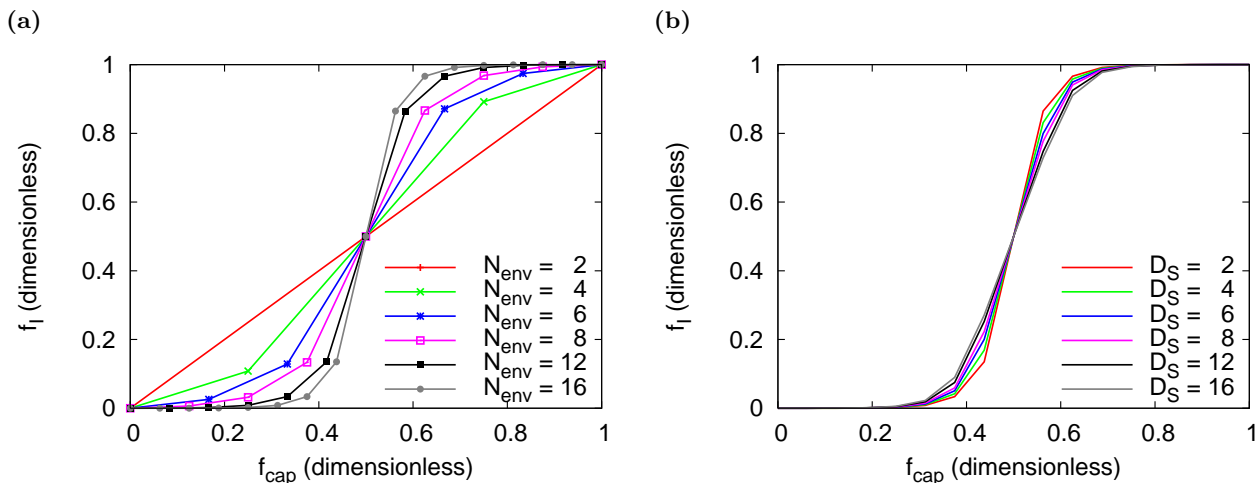 (a)
1
0.8
0.6
0.4
0.2
0
f_I (dimensionless)
N_env = 2
N_env = 4
N_env = 6
N_env = 8
N_env = 12
N_env = 16
0 0.2 0.4 0.6 0.8 1
f_cap (dimensionless)
(b)
1
0.8
0.6
0.4
0.2
0
f_I (dimensionless)
D_S = 2
D_S = 4
D_S = 6
D_S = 8
D_S = 12
D_S = 16
0 0.2 0.4 0.6 0.8 1
f_cap (dimensionless)